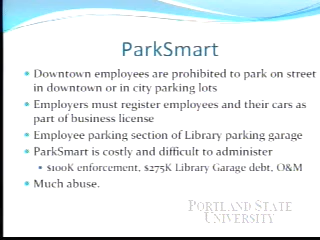 ParkSmart
Downtown employees are prohibited to park on street
in downtown or in city parking lots
Employers must register employees and their cars as
part of business license
Employee parking section of Library parking garage
ParkSmart is costly and difficult to administer
$100K enforcement, $275K Library Garage debt, O&M
Much abuse.
PORTLAND STATE
UNIVERSITY